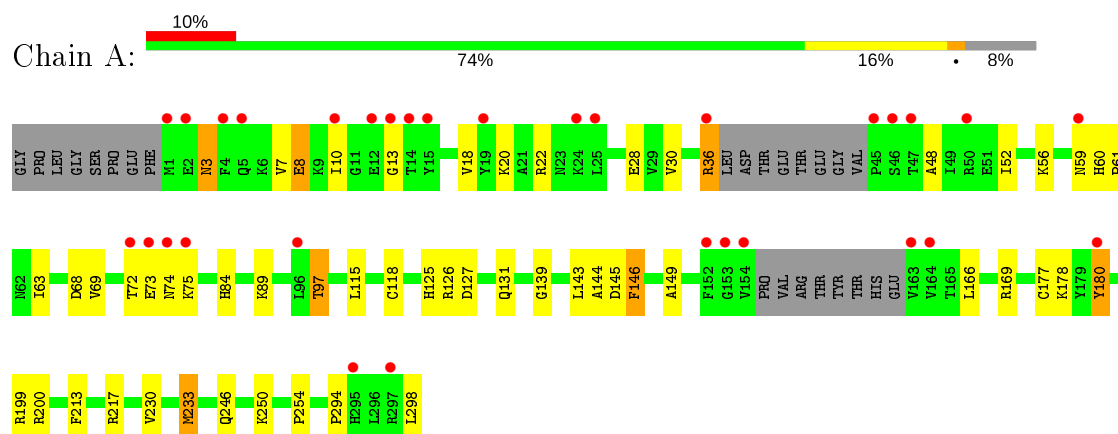 10%
Chain A:
74% 16% • 8%
GLY PRO LEU GLY SER PRO GLU PHE M1 E2 N3 F4 Q5 K6 V7 E8 K9 I10 G11 E12 G13 T14 Y15 V18 Y19 K20 A21 R22 N23 K24 L25 E28 V29 V30 R36 LEU ASP THR THR GLU GLY VAL P45 S46 T47 A48 I49 R50 E51 I52 K56 N59 H60 P61
N62 I63 D68 V69 T72 E73 N74 K75 H84 K89 L96 T97 L115 C118 H125 R126 D127 Q131 G139 L143 A144 D145 F146 A149 F152 G153 V154 PRO VAL ARG THR TYR THR HIS GLU V163 V164 T165 L166 R169 C177 K178 Y179 Y180
R199 R200 F213 R217 V230 M233 Q246 K250 P254 P294 H295 L296 R297 L298